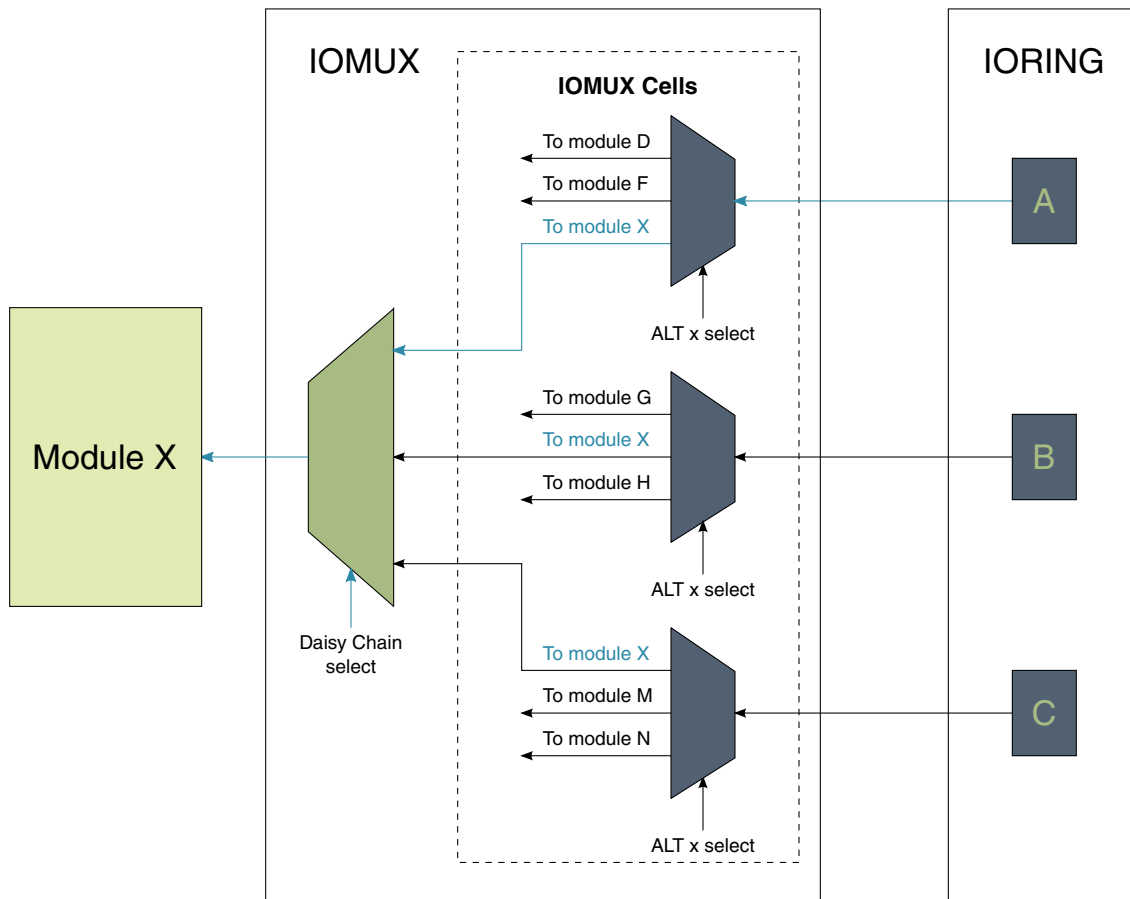 IOMUX
IORING
IOMUX Cells
To module D
To module F
To module X
A
ALT x select
To module G
To module X
To module H
B
Module X
ALT x select
Daisy Chain
select
To module X
To module M
To module N
C
ALT x select